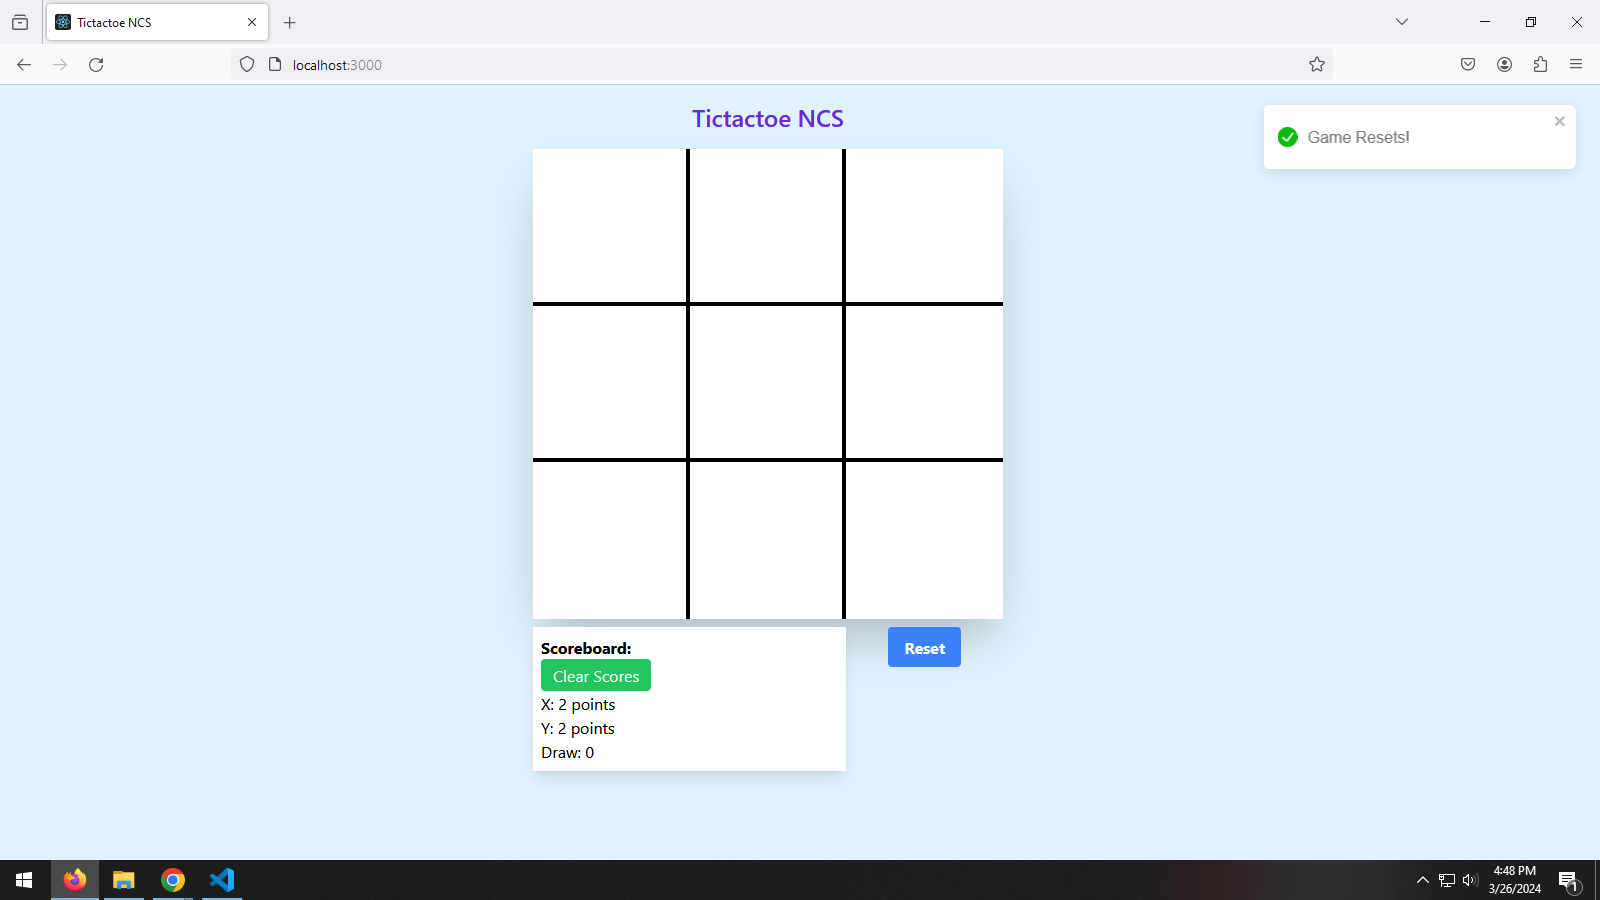 Tictactoe NCS
localhost:3000
Tictactoe NCS
Game Resets!
Scoreboard:
Clear Scores
X: 2 points
Y: 2 points
Draw: 0
Reset
4:48 PM
3/26/2024
1